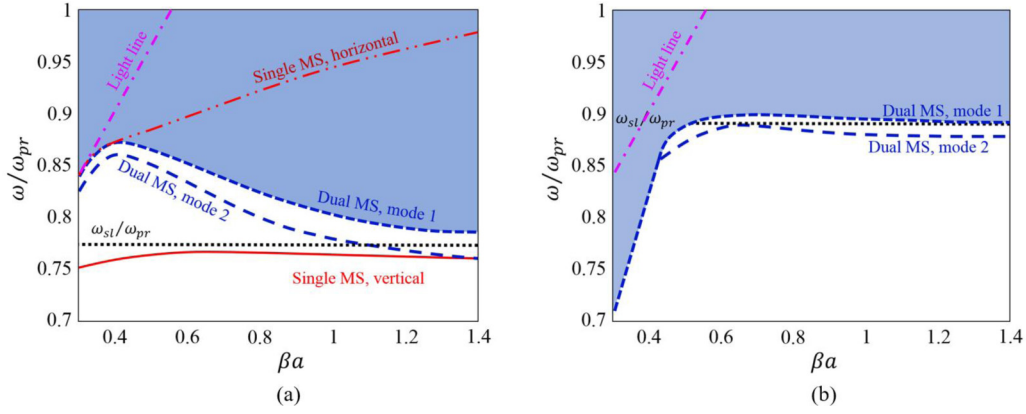 1
0.95
0.9
0.85
0.8
0.75
0.7
ω/ω_pr
Light line
Single MS, horizontal
Dual MS, mode 1
Dual MS, mode 2
ω_sl/ω_pr
Single MS, vertical
0.4 0.6 0.8 1 1.2 1.4
βa
(a)
1
0.95
0.9
0.85
0.8
0.75
0.7
ω/ω_pr
Light line
ω_sl/ω_pr
Dual MS, mode 1
Dual MS, mode 2
0.4 0.6 0.8 1 1.2 1.4
βa
(b)